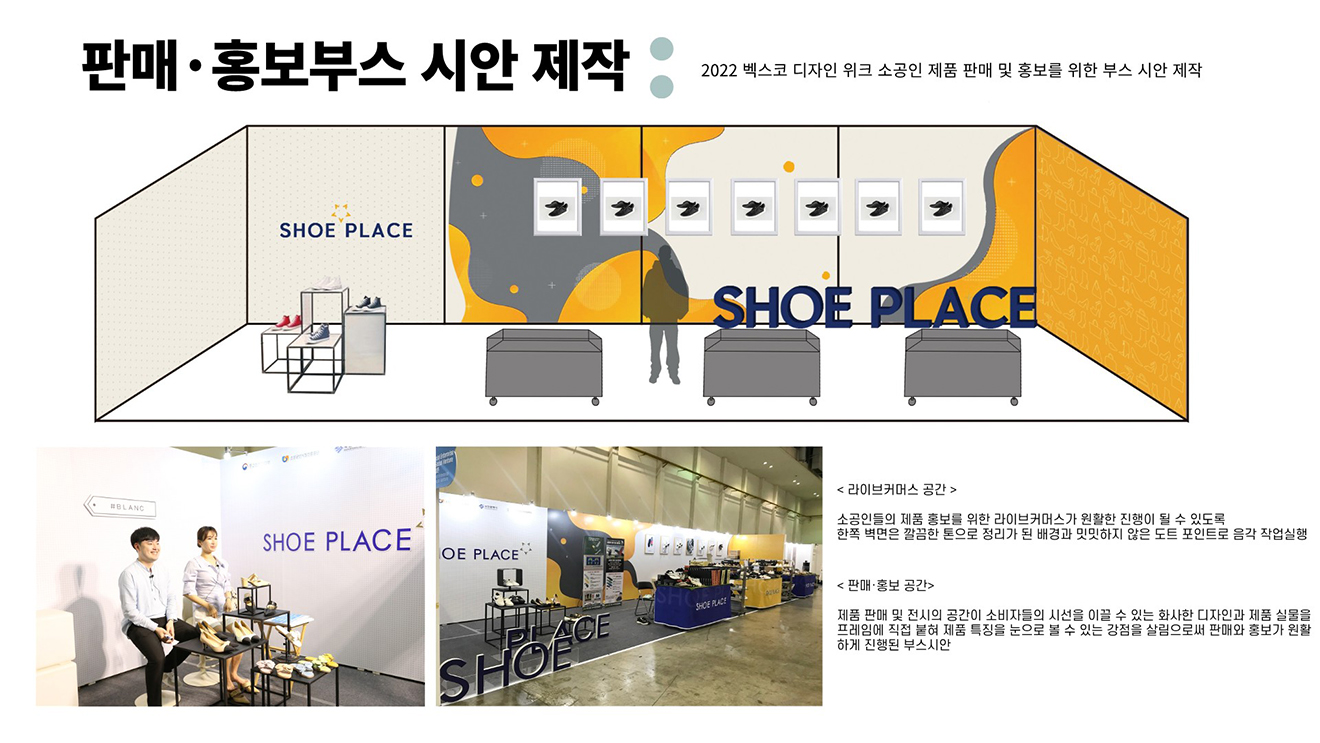 판매·홍보부스 시안 제작
2022 벡스코 디자인 위크 소공인 제품 판매 및 홍보를 위한 부스 시안 제작
SHOE PLACE
SHOE PLACE
#BLANC
SHOE PLACE
OE PLACE
SHOE PLACE
PLACE
SHOE
< 라이브커머스 공간 >
소공인들의 제품 홍보를 위한 라이브커머스가 원활한 진행이 될 수 있도록
한쪽 벽면은 깔끔한 톤으로 정리가 된 배경과 밋밋하지 않은 도트 포인트로 음각 작업실행
< 판매·홍보 공간>
제품 판매 및 전시의 공간이 소비자들의 시선을 이끌 수 있는 화사한 디자인과 제품 실물을
프레임에 직접 붙혀 제품 특징을 눈으로 볼 수 있는 강점을 살림으로써 판매와 홍보가 원활
하게 진행된 부스시안